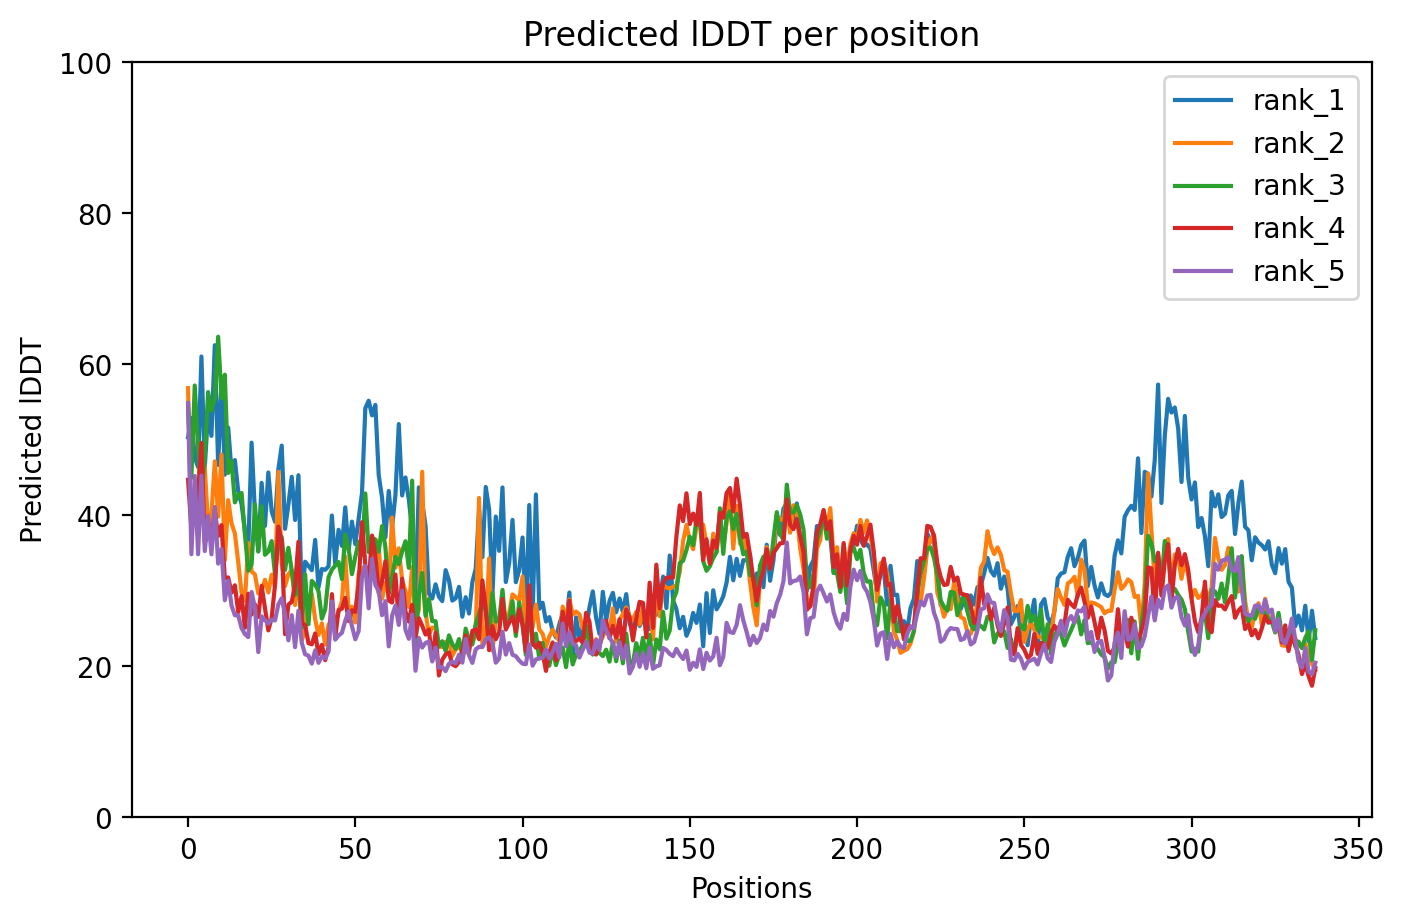 Predicted lDDT per position
100
80
60
40
20
0
Predicted lDDT
rank_1
rank_2
rank_3
rank_4
rank_5
0 50 100 150 200 250 300 350
Positions